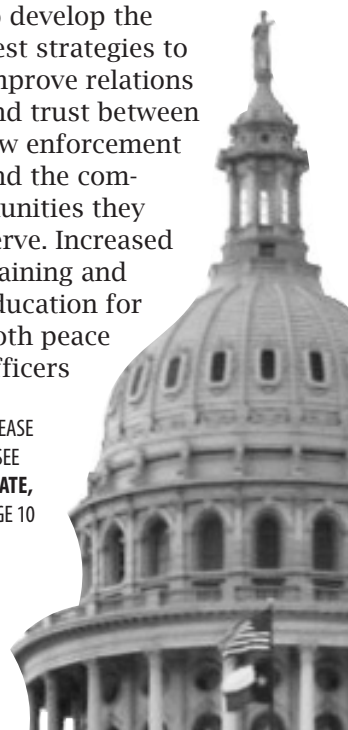 o develop the
est strategies to
mprove relations
nd trust between
w enforcement
nd the com-
unities they
erve. Increased
aining and
ducation for
oth peace
fficers
EASE
SEE
ATE,
GE 10